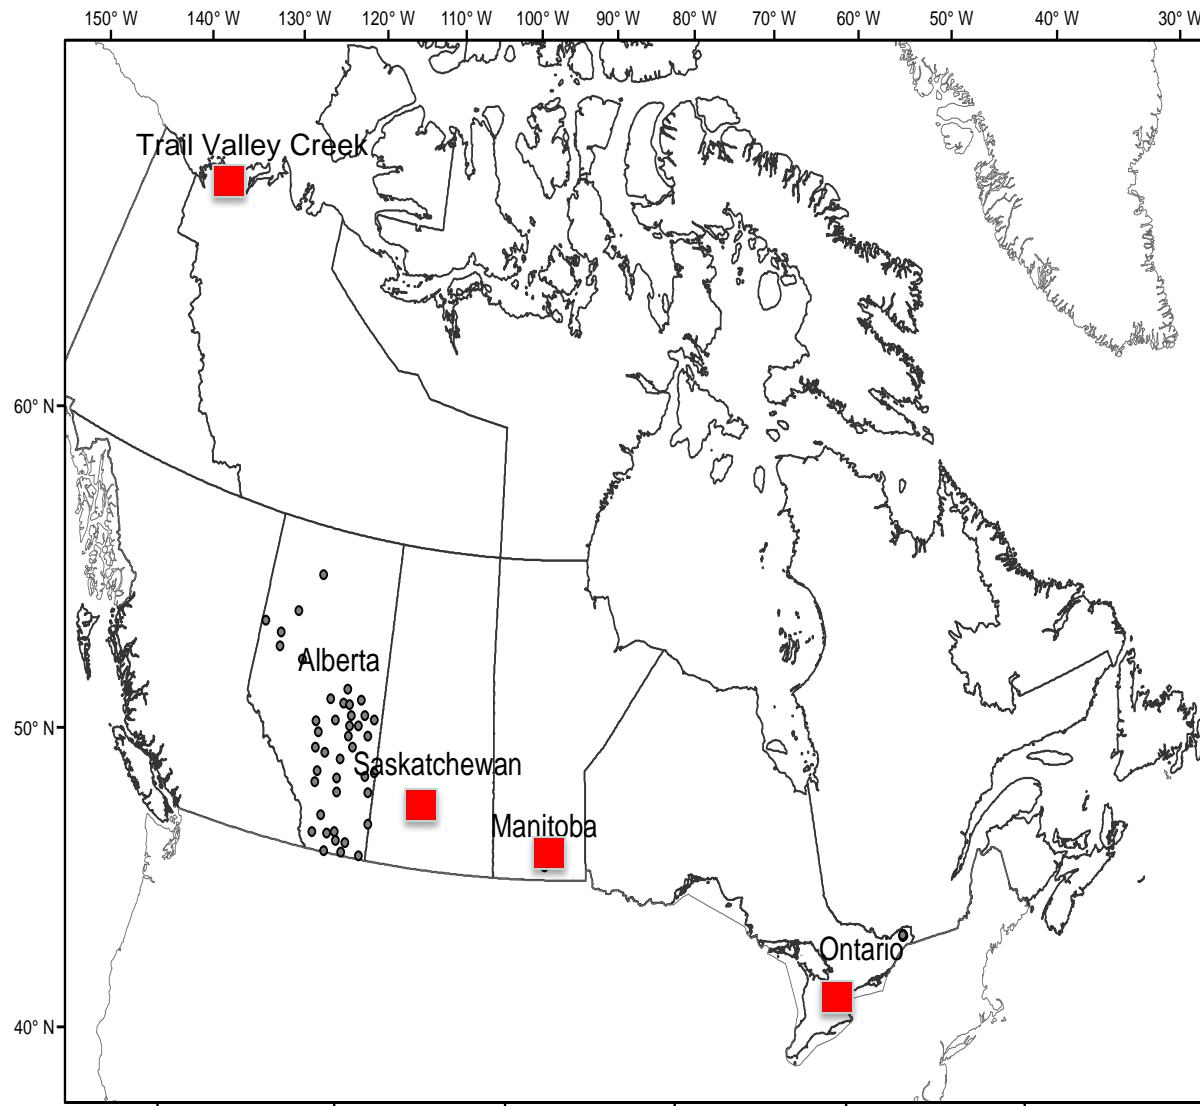 150° W 140° W 130° W 120° W 110° W 100° W 90° W 80° W 70° W 60° W 50° W 40° W 30° W
Trail Valley Creek
60° N
Alberta
50° N
Saskatchewan
Manitoba
Ontario
40° N